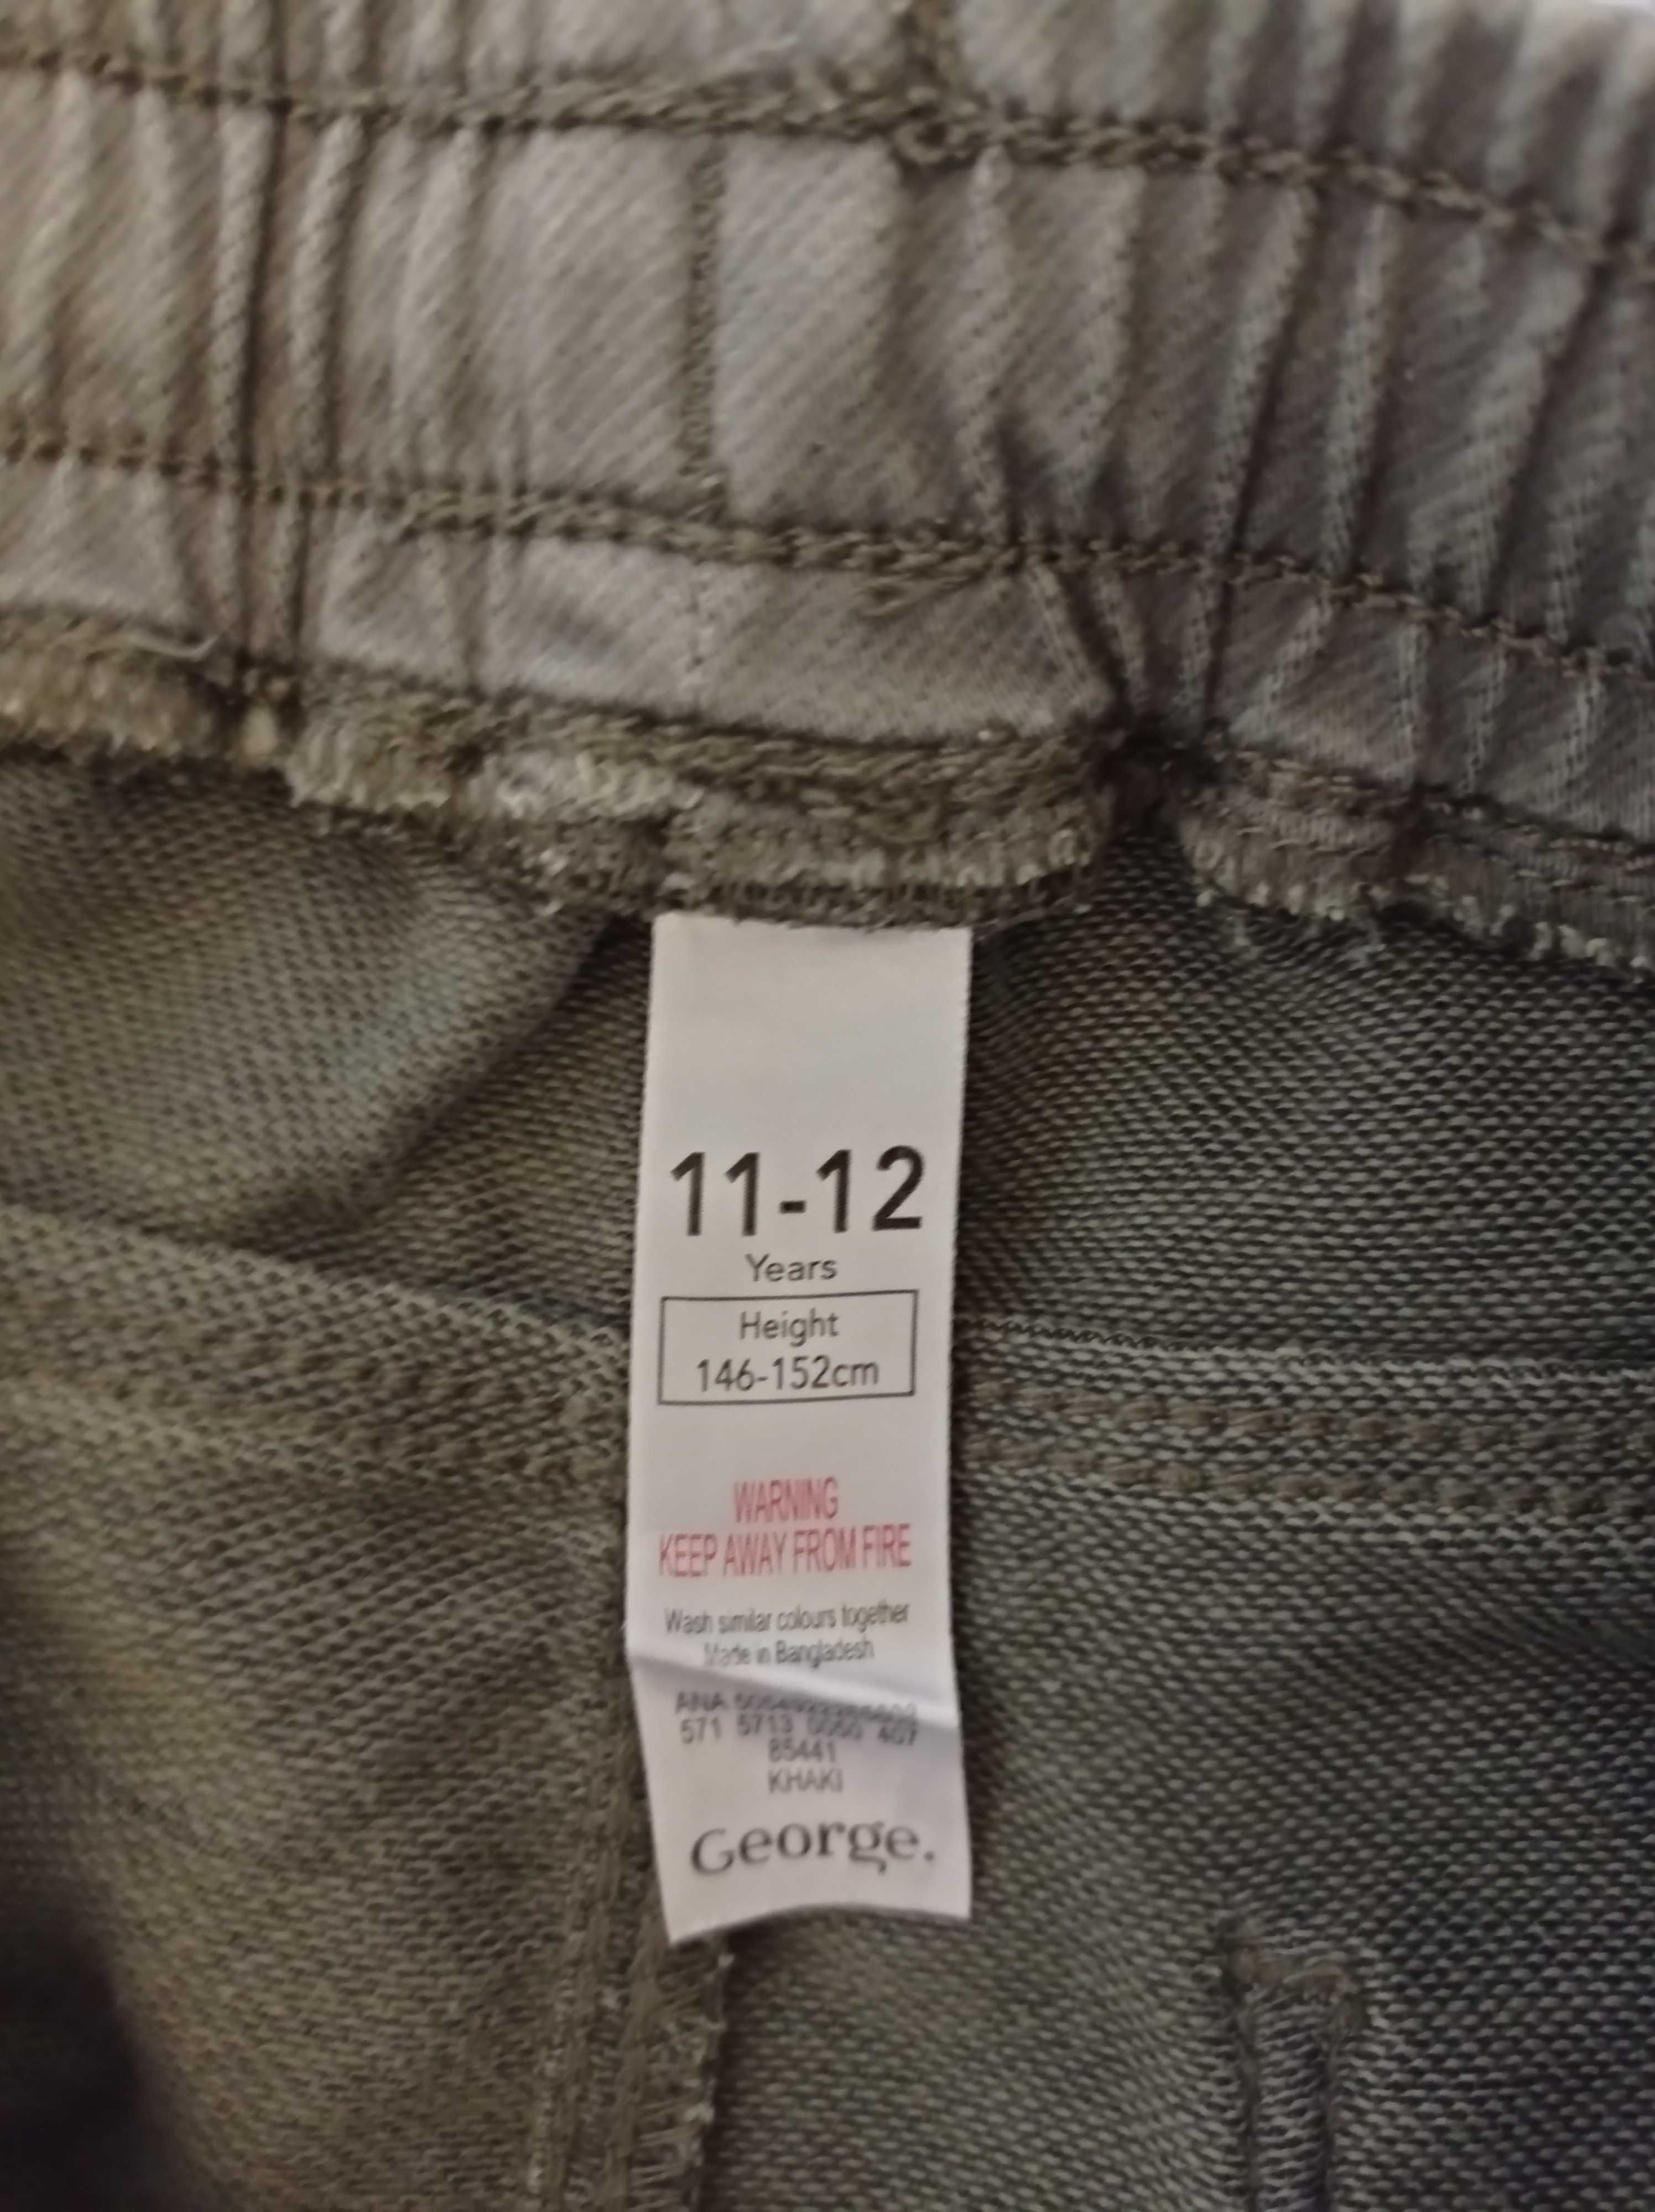 11-12
Years
Height
146-152cm
WARNING
KEEP AWAY FROM FIRE
Wash similar colours together
Made in Bangladesh
ANA
571 5713 407
85441
KHAKI
George.